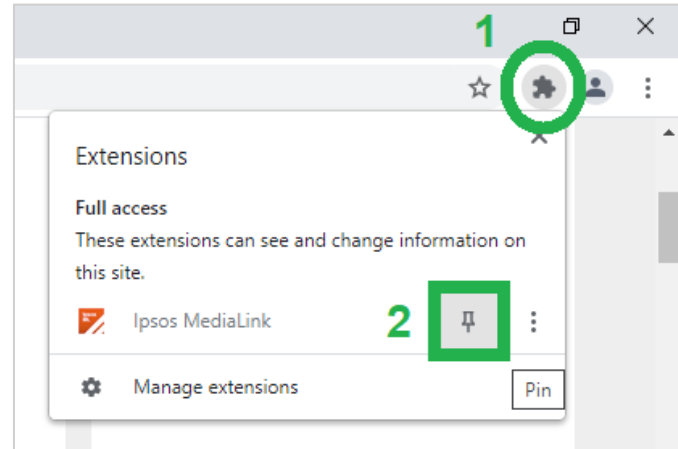 1
Extensions
Full access
These extensions can see and change information on
this site.
Ipsos MediaLink
2
Manage extensions
Pin